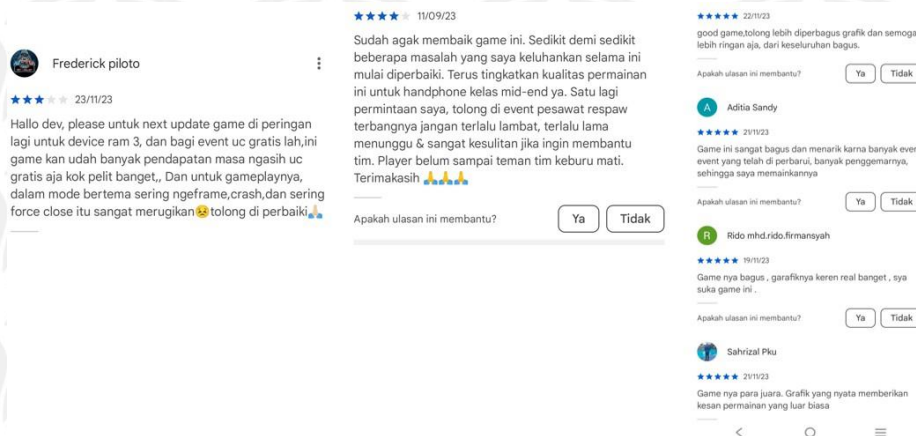 Frederick piloto
23/11/23
Hallo dev, please untuk next update game di peringan
lagi untuk device ram 3, dan bagi event uc gratis lah,ini
game kan udah banyak pendapatan masa ngasih uc
gratis aja kok pelit banget,, Dan untuk gameplaynya,
dalam mode bertema sering ngeframe,crash,dan sering
force close itu sangat merugikan😣tolong di perbaiki🙏
11/09/23
Sudah agak membaik game ini. Sedikit demi sedikit
beberapa masalah yang saya keluhankan selama ini
mulai diperbaiki. Terus tingkatkan kualitas permainan
ini untuk handphone kelas mid-end ya. Satu lagi
permintaan saya, tolong di event pesawat respaw
terbangnya jangan terlalu lambat, terlalu lama
menunggu & sangat kesulitan jika ingin membantu
tim. Player belum sampai teman tim keburu mati.
Terimakasih 🙏🙏🙏
Apakah ulasan ini membantu? Ya Tidak
22/11/23
good game,tolong lebih diperbagus grafik dan semoga
lebih ringan aja, dari keseluruhan bagus.
Apakah ulasan ini membantu? Ya Tidak
A Aditia Sandy
21/11/23
Game ini sangat bagus dan menarik karna banyak even
event yang telah di perbarui, banyak penggemarnya,
sehingga saya memainkannya
Apakah ulasan ini membantu? Ya Tidak
R Rido mhd.rido.firmansyah
19/11/23
Game nya bagus , garafiknya keren real banget , sya
suka game ini .
Apakah ulasan ini membantu? Ya Tidak
Sahrizal Pku
21/11/23
Game nya para juara. Grafik yang nyata memberikan
kesan permainan yang luar biasa